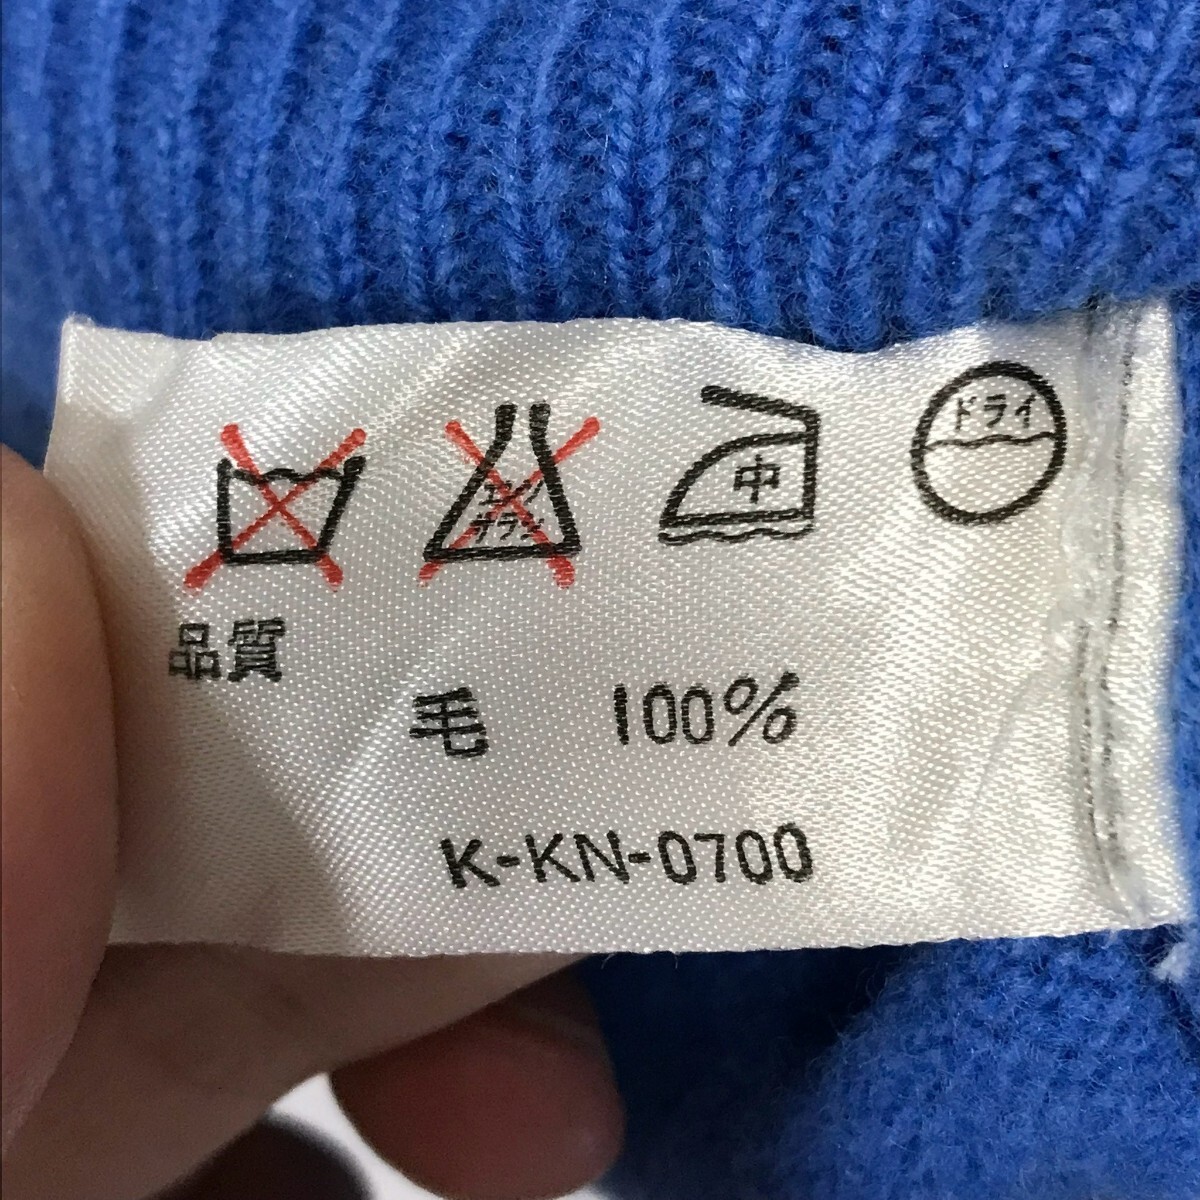 エンソ サラシ 中 ドライ
品質
毛 100%
K-KN-0700